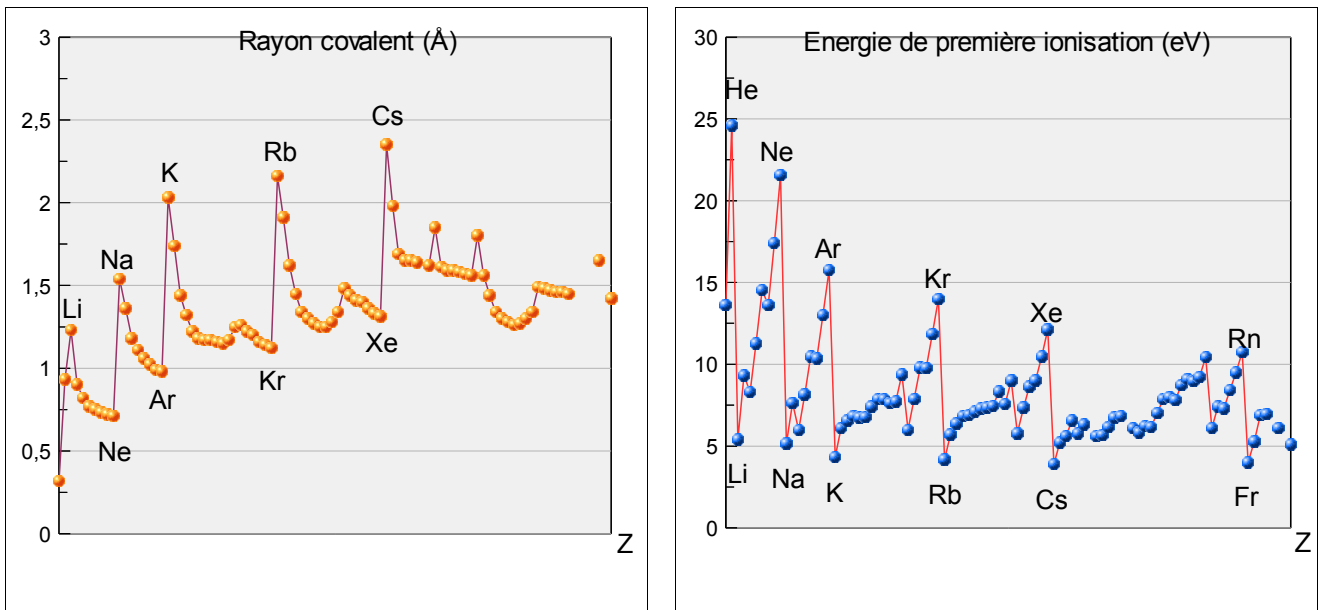 Rayon covalent (Å)
3
2,5
2
1,5
1
0,5
0
Li
Ne
Na
Ar
K
Kr
Rb
Xe
Cs
Z
Energie de première ionisation (eV)
30
25
20
15
10
5
0
He
Li
Ne
Na
Ar
K
Kr
Rb
Xe
Cs
Rn
Fr
Z